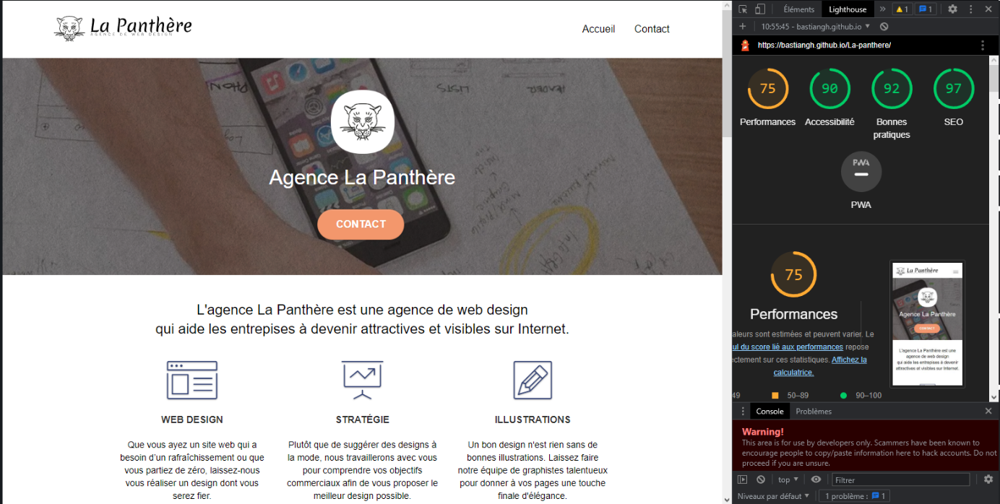 La Panthère
AGENCE DE WEB DESIGN
Accueil Contact
LISTS
HEADER
Agence La Panthère
CONTACT
L'agence La Panthère est une agence de web design
qui aide les entrepises à devenir attractives et visibles sur Internet.
WEB DESIGN
Que vous ayez un site web qui a
besoin d'un rafraîchissement ou que
vous partiez de zéro, laissez-nous
vous réaliser un design dont vous
serez fier.
STRATÉGIE
Plutôt que de suggérer des designs à
la mode, nous travaillerons avec vous
pour comprendre vos objectifs
commerciaux afin de vous proposer le
meilleur design possible.
ILLUSTRATIONS
Un bon design n'est rien sans de
bonnes illustrations. Laissez faire
notre équipe de graphistes talentueux
pour donner à vos pages une touche
finale d'élégance.
Éléments Lighthouse » 1 1
+ 10:55:45 - bastiangh.github.io
https://bastiangh.github.io/La-panthere/
75 90 92 97
Performances Accessibilité Bonnes pratiques SEO
PWA
PWA
75
Performances
aleurs sont estimées et peuvent varier. Le
ul du score lié aux performances repose
ectement sur ces statistiques. Affichez la
calculatrice.
49 50–89 90–100
La Panthère
Agence La Panthère
CONTACT
L'agence La Panthère est une
agence de web design
qui aide les entrepises à devenir
attractives et visibles sur Internet.
Console Problèmes
Warning!
This area is for use by developers only. Scammers have been known to
encourage people to copy/paste information here to hack accounts. Do not
proceed if you are unsure.
top Filtrer
Niveaux par défaut 1 problème : 1